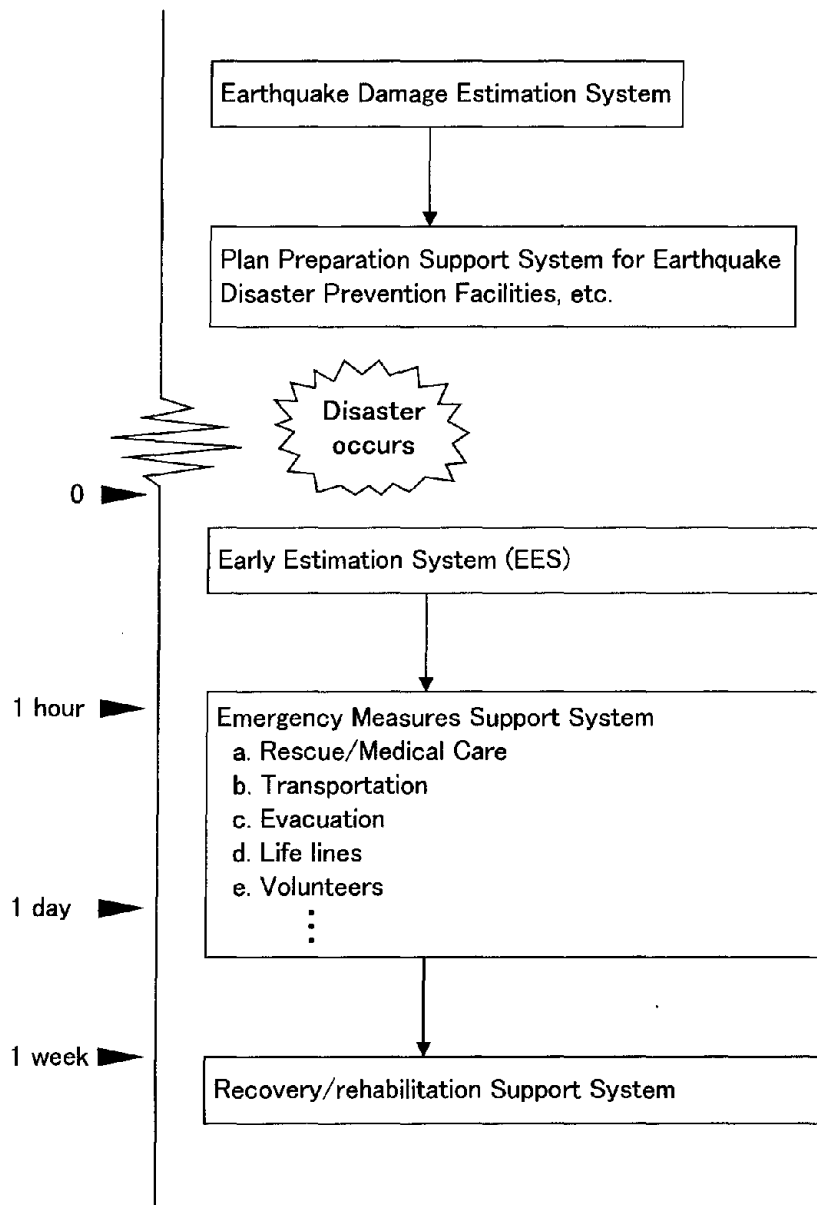 Earthquake Damage Estimation System
Plan Preparation Support System for Earthquake
Disaster Prevention Facilities, etc.
Disaster
occurs
0
Early Estimation System (EES)
1 hour
Emergency Measures Support System
a. Rescue/Medical Care
b. Transportation
c. Evacuation
d. Life lines
e. Volunteers
1 day
1 week
Recovery/rehabilitation Support System